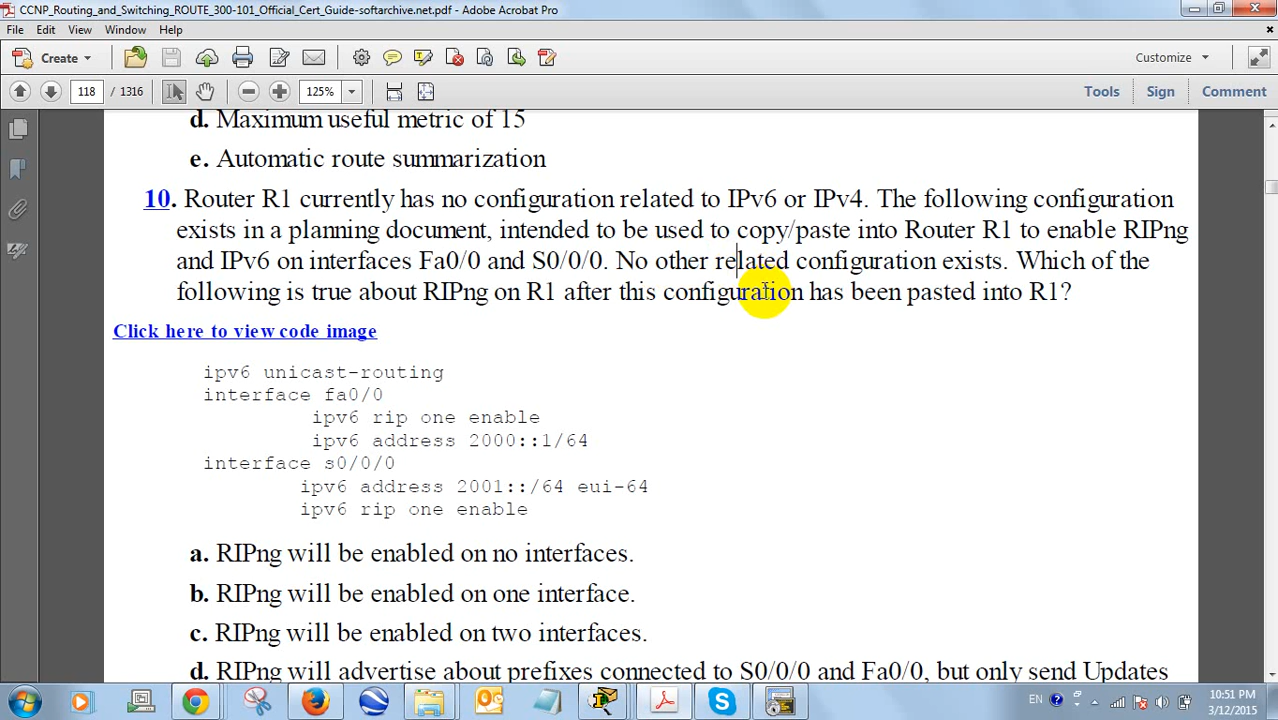 CCNP_Routing_and_Switching_ROUTE_300-101_Official_Cert_Guide-softarchive.net.pdf - Adobe Acrobat Pro
File Edit View Window Help
Create Customize
118 / 1316 125% Tools Sign Comment
d. Maximum useful metric of 15
e. Automatic route summarization
10. Router R1 currently has no configuration related to IPv6 or IPv4. The following configuration
exists in a planning document, intended to be used to copy/paste into Router R1 to enable RIPng
and IPv6 on interfaces Fa0/0 and S0/0/0. No other related configuration exists. Which of the
following is true about RIPng on R1 after this configuration has been pasted into R1?
Click here to view code image
ipv6 unicast-routing
interface fa0/0
ipv6 rip one enable
ipv6 address 2000::1/64
interface s0/0/0
ipv6 address 2001::/64 eui-64
ipv6 rip one enable
a. RIPng will be enabled on no interfaces.
b. RIPng will be enabled on one interface.
c. RIPng will be enabled on two interfaces.
d. RIPng will advertise about prefixes connected to S0/0/0 and Fa0/0, but only send Updates
EN 10:51 PM
3/12/2015